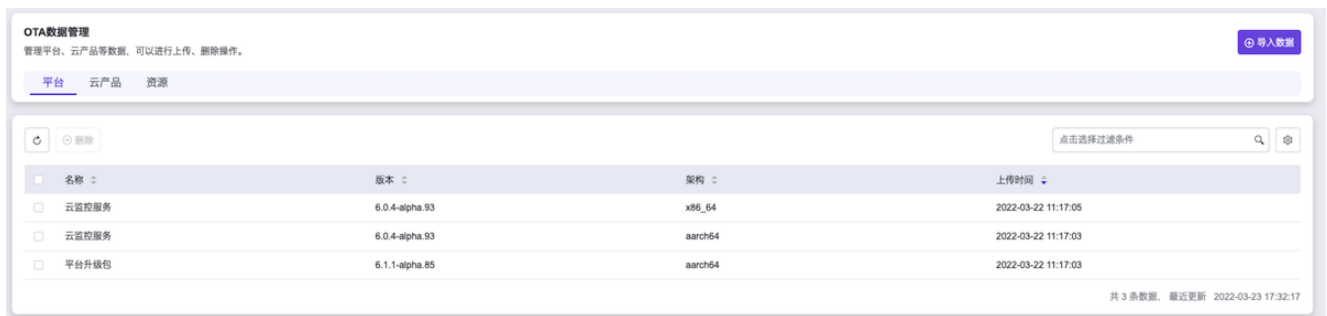 OTA数据管理
管理平台、云产品等数据，可以进行上传、删除操作。
导入数据
平台 云产品 资源
删除 点击选择过滤条件
名称 版本 架构 上传时间
云监控服务 6.0.4-alpha.93 x86_64 2022-03-22 11:17:05
云监控服务 6.0.4-alpha.93 aarch64 2022-03-22 11:17:03
平台升级包 6.1.1-alpha.85 aarch64 2022-03-22 11:17:03
共 3 条数据， 最近更新 2022-03-23 17:32:17